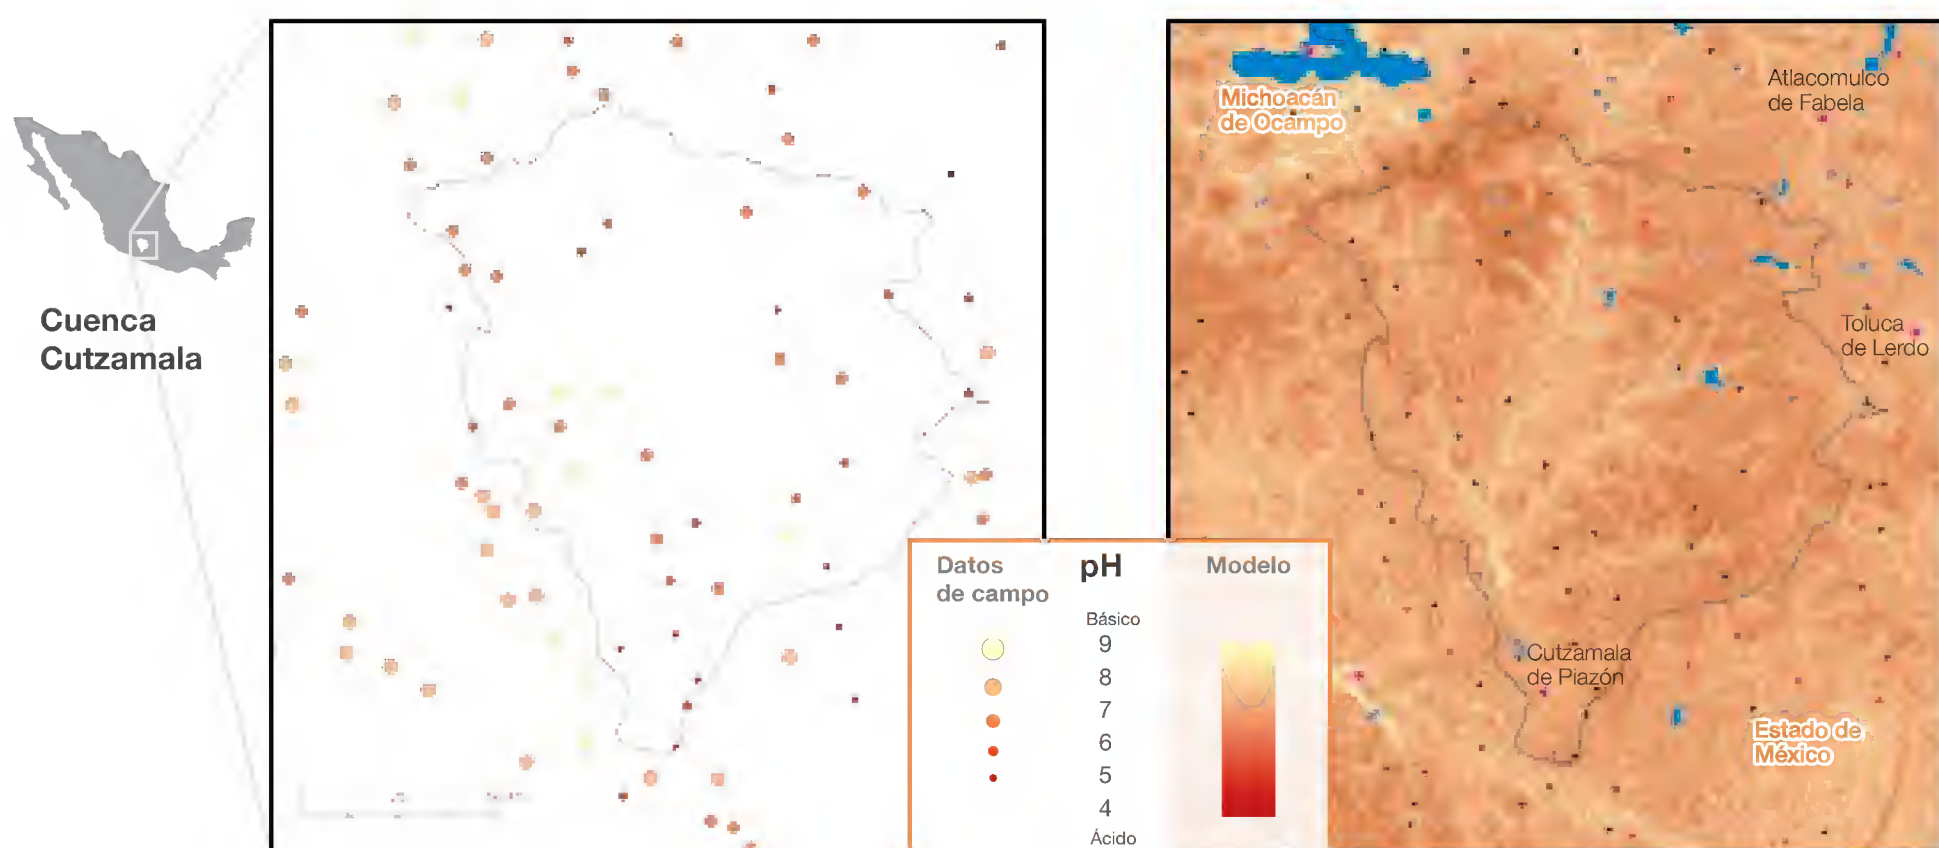 Cuenca
Cutzamala
Michoacán
de Ocampo
Atlacomulco
de Fabela
Toluca
de Lerdo
Cutzamala
de Piazón
Estado de
México
Datos
de campo
pH
Modelo
Básico
9
8
7
6
5
4
Ácido